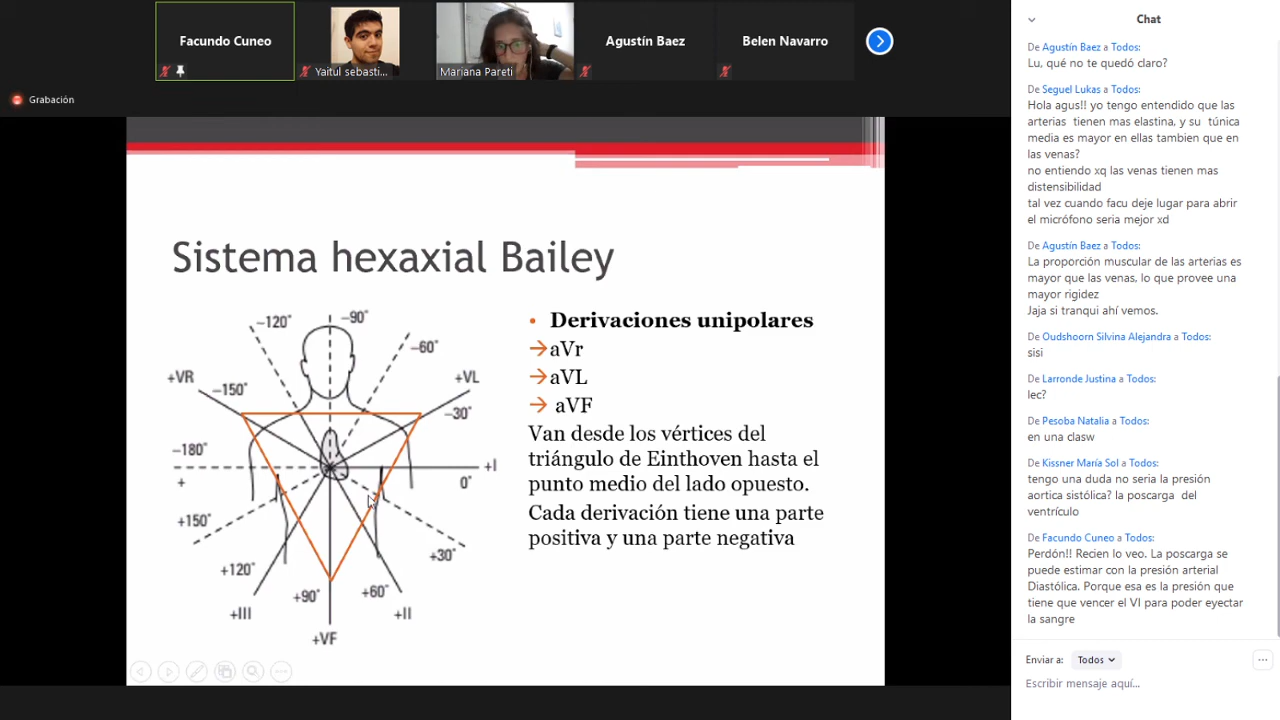 Facundo Cuneo
Yaitul sebasti...
Mariana Pareti
Agustín Baez
Belen Navarro
Grabación
Sistema hexaxial Bailey
-120°
-90°
-60°
+VR
-150°
+VL
-30°
-180°
+
+I
0°
+150°
+30°
+120°
+90°
+60°
+III
+II
+VF
• Derivaciones unipolares
→aVr
→aVL
→ aVF
Van desde los vértices del
triángulo de Einthoven hasta el
punto medio del lado opuesto.
Cada derivación tiene una parte
positiva y una parte negativa
Chat
De Agustín Baez a Todos:
Lu, qué no te quedó claro?
De Seguel Lukas a Todos:
Hola agus!! yo tengo entendido que las
arterias tienen mas elastina, y su túnica
media es mayor en ellas tambien que en
las venas?
no entiendo xq las venas tienen mas
distensibilidad
tal vez cuando facu deje lugar para abrir
el micrófono seria mejor xd
De Agustín Baez a Todos:
La proporción muscular de las arterias es
mayor que las venas, lo que provee una
mayor rigidez
Jaja si tranqui ahí vemos.
De Oudshoorn Silvina Alejandra a Todos:
sisi
De Larronde Justina a Todos:
lec?
De Pesoba Natalia a Todos:
en una clasw
De Kissner María Sol a Todos:
tengo una duda no seria la presión
aortica sistólica? la poscarga del
ventrículo
De Facundo Cuneo a Todos:
Perdón!! Recien lo veo. La poscarga se
puede estimar con la presión arterial
Diastólica. Porque esa es la presión que
tiene que vencer el VI para poder eyectar
la sangre
Enviar a: Todos
Escribir mensaje aquí...